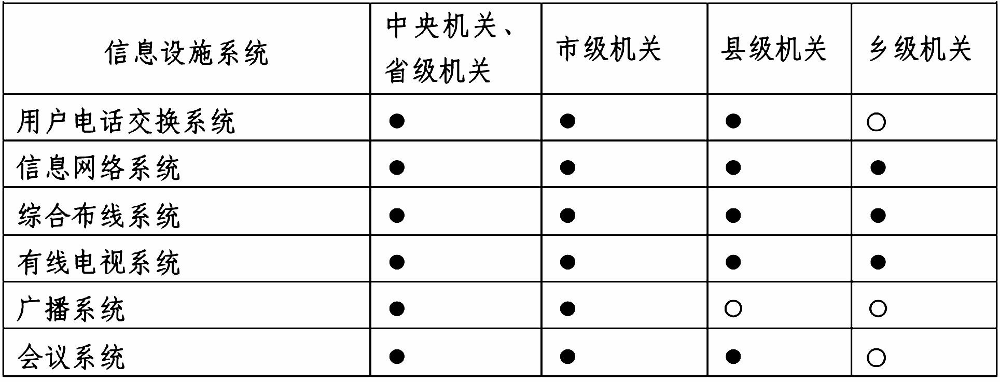 信息设施系统 中央机关、省级机关 市级机关 县级机关 乡级机关
用户电话交换系统 ● ● ● ○
信息网络系统 ● ● ● ●
综合布线系统 ● ● ● ●
有线电视系统 ● ● ● ●
广播系统 ● ● ○ ○
会议系统 ● ● ● ○